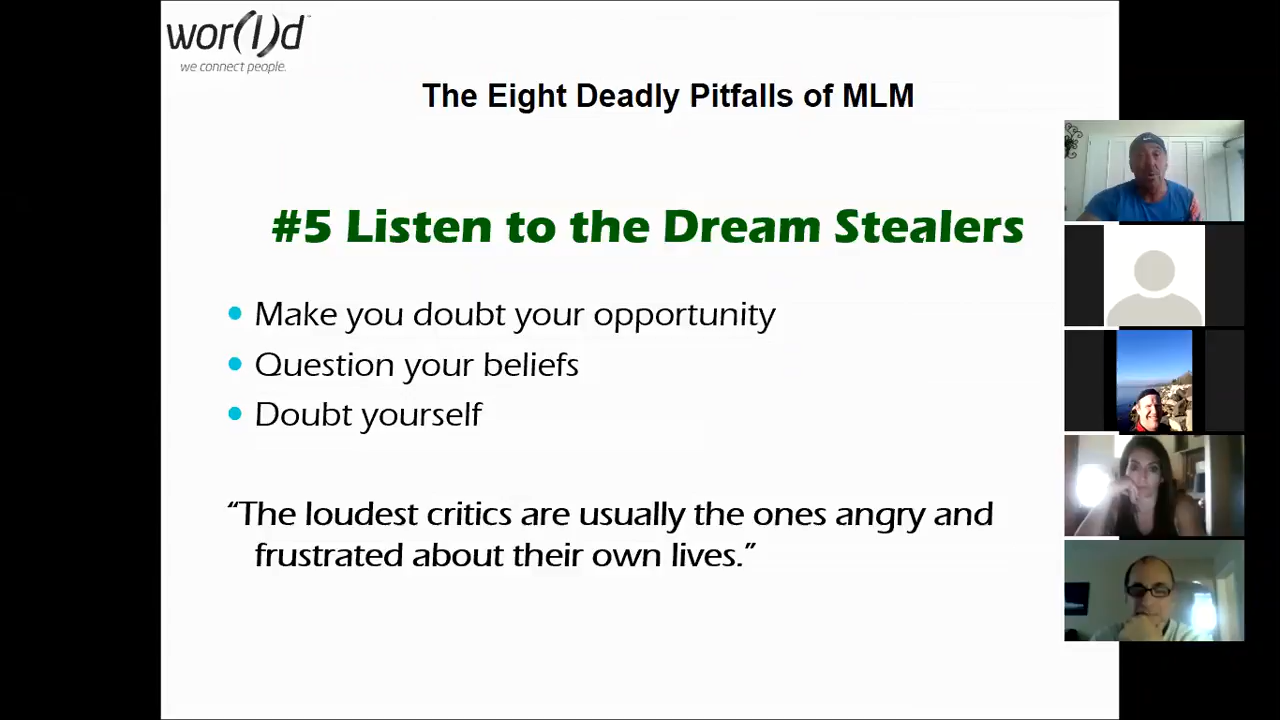 wor(l)d
we connect people.
The Eight Deadly Pitfalls of MLM
#5 Listen to the Dream Stealers
• Make you doubt your opportunity
• Question your beliefs
• Doubt yourself
“The loudest critics are usually the ones angry and
frustrated about their own lives.”